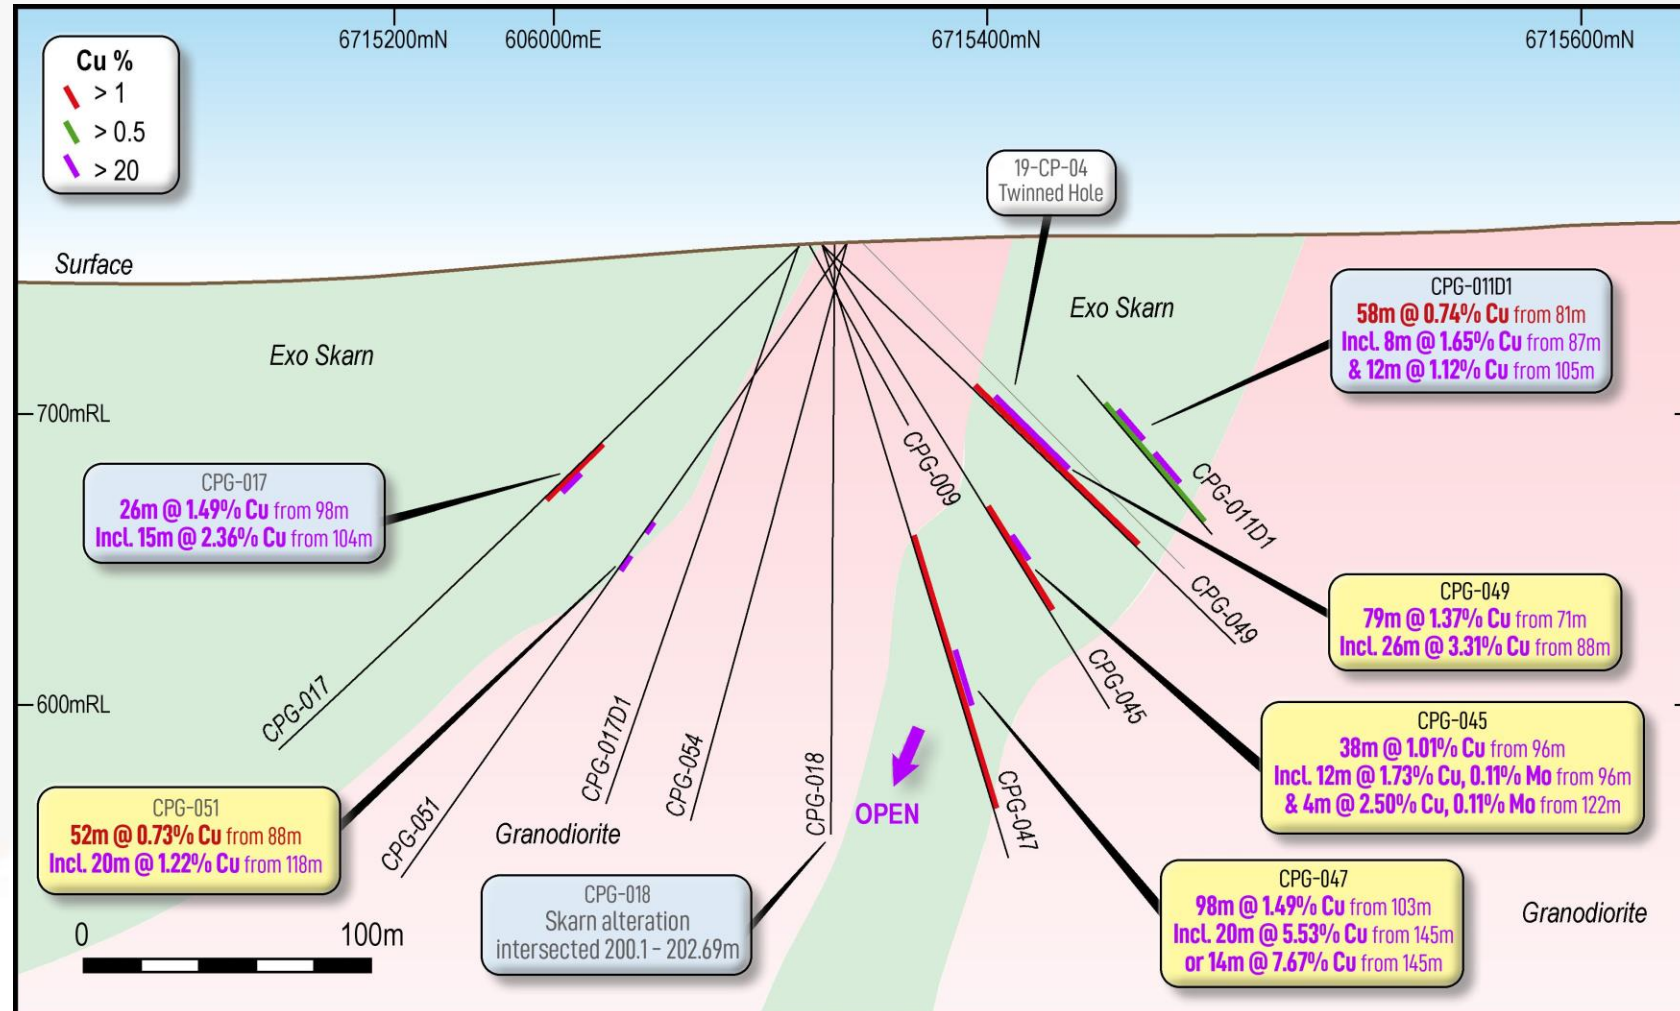 6715200mN
606000mE
6715400mN
6715600mN
Cu %
> 1
> 0.5
> 20
19-CP-04
Twinned Hole
Surface
Exo Skarn
Exo Skarn
CPG-011D1
58m @ 0.74% Cu from 81m
Incl. 8m @ 1.65% Cu from 87m
& 12m @ 1.12% Cu from 105m
700mRL
CPG-017
26m @ 1.49% Cu from 98m
Incl. 15m @ 2.36% Cu from 104m
CPG-009
CPG-011D1
CPG-049
CPG-049
79m @ 1.37% Cu from 71m
Incl. 26m @ 3.31% Cu from 88m
600mRL
CPG-017
CPG-017D1
CPG-054
CPG-018
CPG-045
CPG-045
38m @ 1.01% Cu from 96m
Incl. 12m @ 1.73% Cu, 0.11% Mo from 96m
& 4m @ 2.50% Cu, 0.11% Mo from 122m
CPG-051
52m @ 0.73% Cu from 88m
Incl. 20m @ 1.22% Cu from 118m
CPG-051
Granodiorite
OPEN
CPG-047
CPG-018
Skarn alteration
intersected 200.1 - 202.69m
CPG-047
98m @ 1.49% Cu from 103m
Incl. 20m @ 5.53% Cu from 145m
or 14m @ 7.67% Cu from 145m
Granodiorite
0
100m